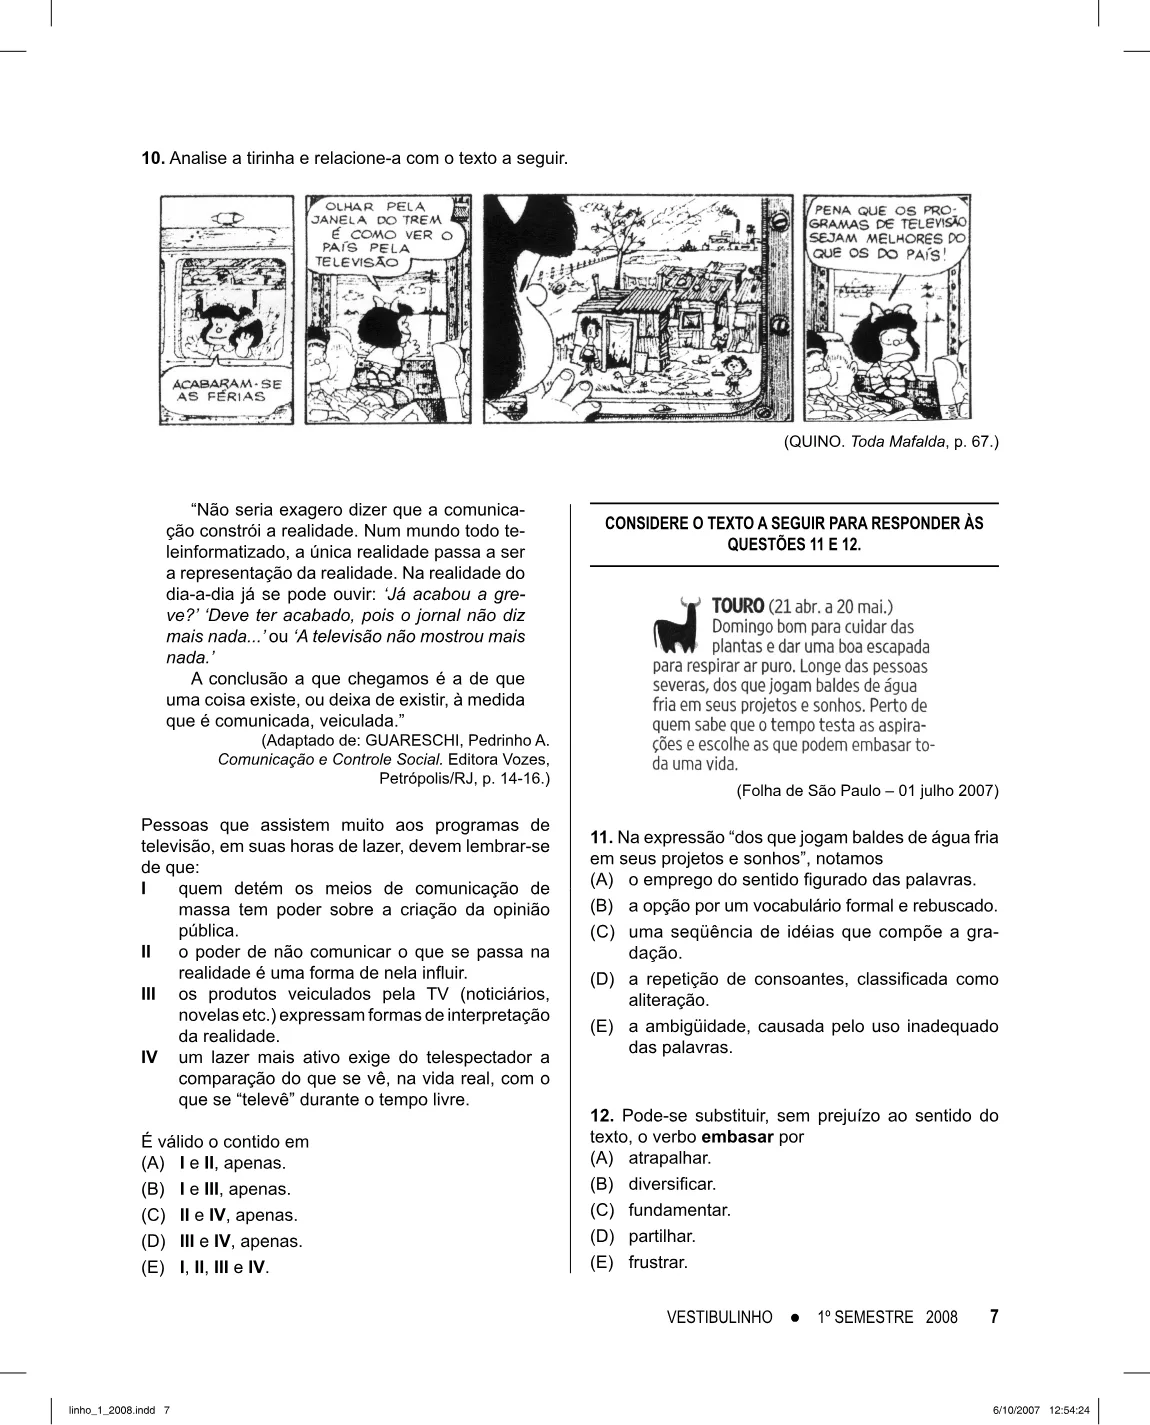 10. Analise a tirinha e relacione-a com o texto a seguir.
ACABARAM-SE
AS FÉRIAS
OLHAR PELA
JANELA DO TREM
É COMO VER O
PAÍS PELA
TELEVISÃO
PENA QUE OS PRO-
GRAMAS DE TELEVISÃO
SEJAM MELHORES DO
QUE OS DO PAÍS!
(QUINO. Toda Mafalda, p. 67.)
“Não seria exagero dizer que a comunica-
ção constrói a realidade. Num mundo todo te-
leinformatizado, a única realidade passa a ser
a representação da realidade. Na realidade do
dia-a-dia já se pode ouvir: ‘Já acabou a gre-
ve?’ ‘Deve ter acabado, pois o jornal não diz
mais nada...’ ou ‘A televisão não mostrou mais
nada.’
A conclusão a que chegamos é a de que
uma coisa existe, ou deixa de existir, à medida
que é comunicada, veiculada.”
(Adaptado de: GUARESCHI, Pedrinho A.
Comunicação e Controle Social. Editora Vozes,
Petrópolis/RJ, p. 14-16.)
Pessoas que assistem muito aos programas de
televisão, em suas horas de lazer, devem lembrar-se
de que:
I quem detém os meios de comunicação de
massa tem poder sobre a criação da opinião
pública.
II o poder de não comunicar o que se passa na
realidade é uma forma de nela influir.
III os produtos veiculados pela TV (noticiários,
novelas etc.) expressam formas de interpretação
da realidade.
IV um lazer mais ativo exige do telespectador a
comparação do que se vê, na vida real, com o
que se “televê” durante o tempo livre.
É válido o contido em
(A) I e II, apenas.
(B) I e III, apenas.
(C) II e IV, apenas.
(D) III e IV, apenas.
(E) I, II, III e IV.
CONSIDERE O TEXTO A SEGUIR PARA RESPONDER ÀS
QUESTÕES 11 E 12.
TOURO (21 abr. a 20 mai.)
Domingo bom para cuidar das
plantas e dar uma boa escapada
para respirar ar puro. Longe das pessoas
severas, dos que jogam baldes de água
fria em seus projetos e sonhos. Perto de
quem sabe que o tempo testa as aspira-
ções e escolhe as que podem embasar to-
da uma vida.
(Folha de São Paulo – 01 julho 2007)
11. Na expressão “dos que jogam baldes de água fria
em seus projetos e sonhos”, notamos
(A) o emprego do sentido figurado das palavras.
(B) a opção por um vocabulário formal e rebuscado.
(C) uma seqüência de idéias que compõe a gra-
dação.
(D) a repetição de consoantes, classificada como
aliteração.
(E) a ambigüidade, causada pelo uso inadequado
das palavras.
12. Pode-se substituir, sem prejuízo ao sentido do
texto, o verbo embasar por
(A) atrapalhar.
(B) diversificar.
(C) fundamentar.
(D) partilhar.
(E) frustrar.
VESTIBULINHO ● 1º SEMESTRE 2008 7
linho_1_2008.indd 7 6/10/2007 12:54:24